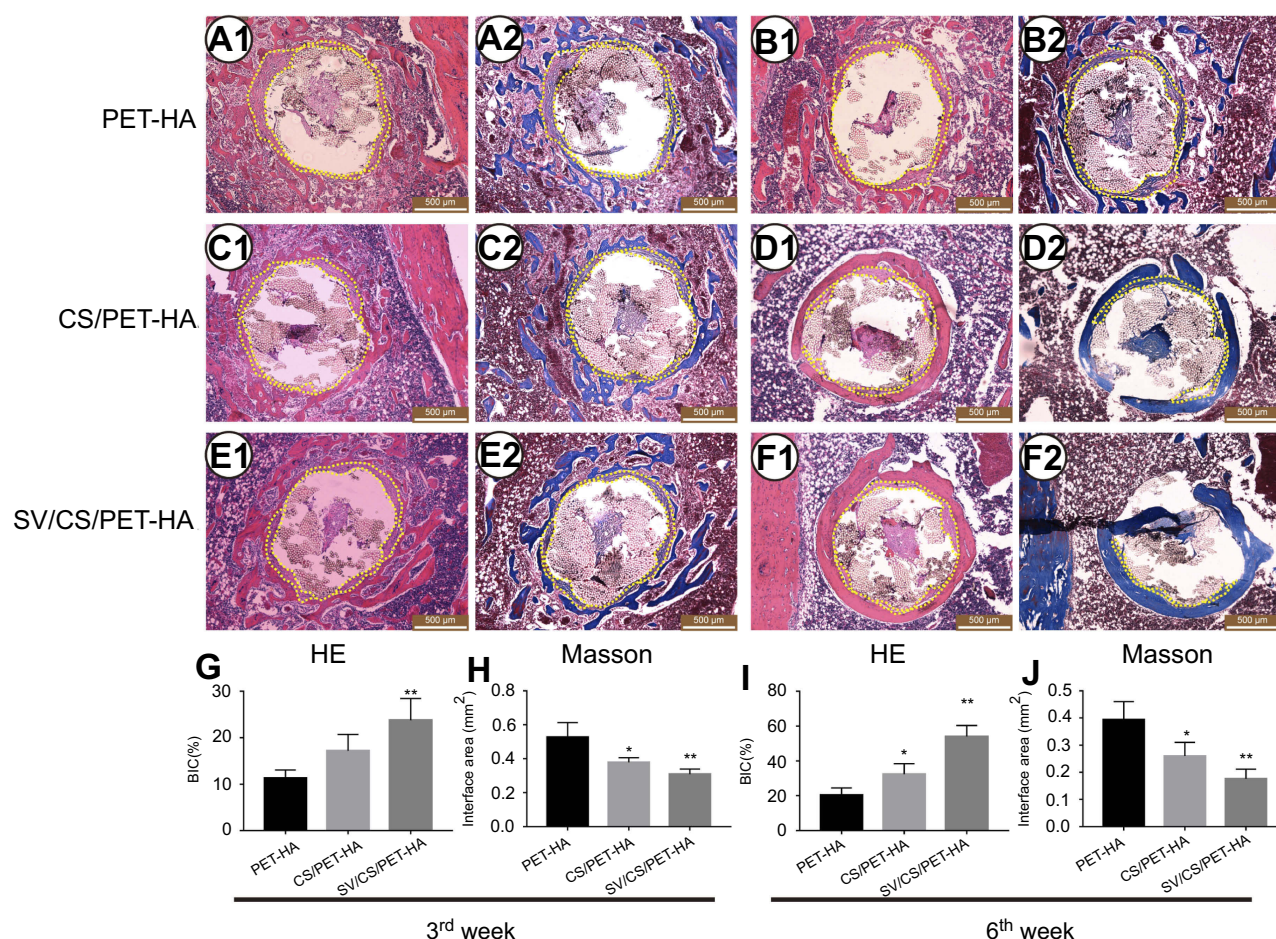 A1 A2 B1 B2
PET-HA
500 µm 500 µm 500 µm 500 µm
C1 C2 D1 D2
CS/PET-HA
500 µm 500 µm 500 µm 500 µm
E1 E2 F1 F2
SV/CS/PET-HA
500 µm 500 µm 500 µm 500 µm
HE Masson HE Masson
G
BIC(%)
30
20
10
0
**
PET-HA
CS/PET-HA
SV/CS/PET-HA
H
Interface area (mm²)
0.8
0.6
0.4
0.2
0.0
*
**
PET-HA
CS/PET-HA
SV/CS/PET-HA
I
BIC(%)
80
60
40
20
0
*
**
PET-HA
CS/PET-HA
SV/CS/PET-HA
J
Interface area (mm²)
0.5
0.4
0.3
0.2
0.1
0.0
*
**
PET-HA
CS/PET-HA
SV/CS/PET-HA
3rd week
6th week